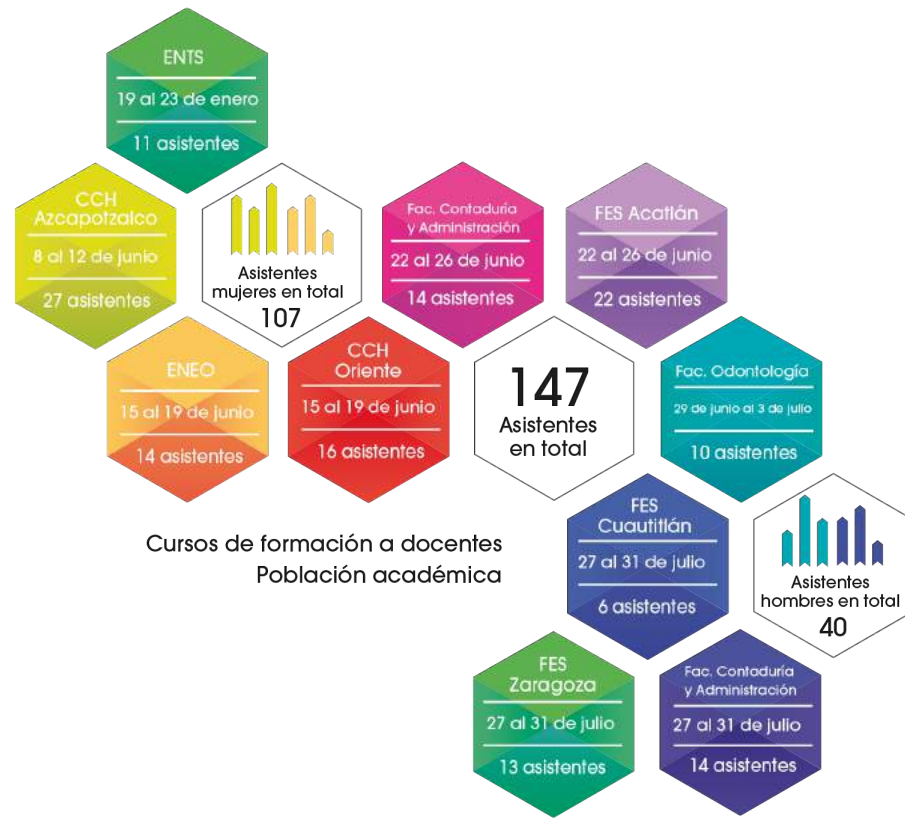 ENTS
19 al 23 de enero
11 asistentes
CCH
Azcapotzalco
8 al 12 de junio
27 asistentes
Asistentes
mujeres en total
107
Fac. Contaduría
y Administración
22 al 26 de junio
14 asistentes
FES Acatlán
22 al 26 de junio
22 asistentes
ENEO
15 al 19 de junio
14 asistentes
CCH
Oriente
15 al 19 de junio
16 asistentes
147
Asistentes
en total
Fac. Odontología
29 de junio al 3 de julio
10 asistentes
Cursos de formación a docentes
Población académica
FES
Cuautitlán
27 al 31 de julio
6 asistentes
Asistentes
hombres en total
40
FES
Zaragoza
27 al 31 de julio
13 asistentes
Fac. Contaduría
y Administración
27 al 31 de julio
14 asistentes